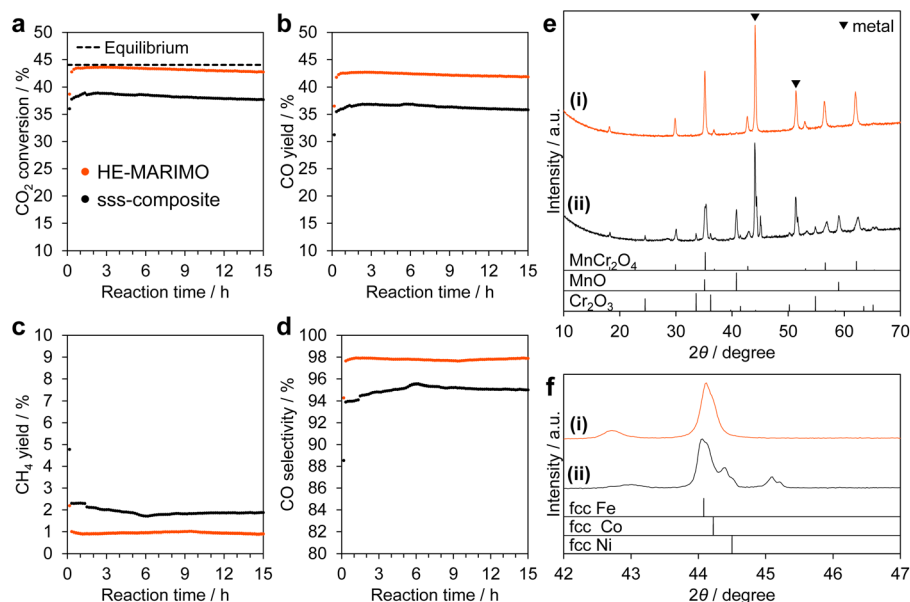 a
CO₂ conversion / %
50
45
40
35
30
25
20
15
10
Equilibrium
HE-MARIMO
sss-composite
0 3 6 9 12 15
Reaction time / h
b
CO yield / %
50
45
40
35
30
25
20
15
10
0 3 6 9 12 15
Reaction time / h
c
CH₄ yield / %
10
9
8
7
6
5
4
3
2
1
0
0 3 6 9 12 15
Reaction time / h
d
CO selectivity / %
100
98
96
94
92
90
88
86
84
82
80
0 3 6 9 12 15
Reaction time / h
e
Intensity / a.u.
▼ metal
(i)
(ii)
MnCr₂O₄
MnO
Cr₂O₃
10 20 30 40 50 60 70
2θ / degree
f
Intensity / a.u.
(i)
(ii)
fcc Fe
fcc Co
fcc Ni
42 43 44 45 46 47
2θ / degree